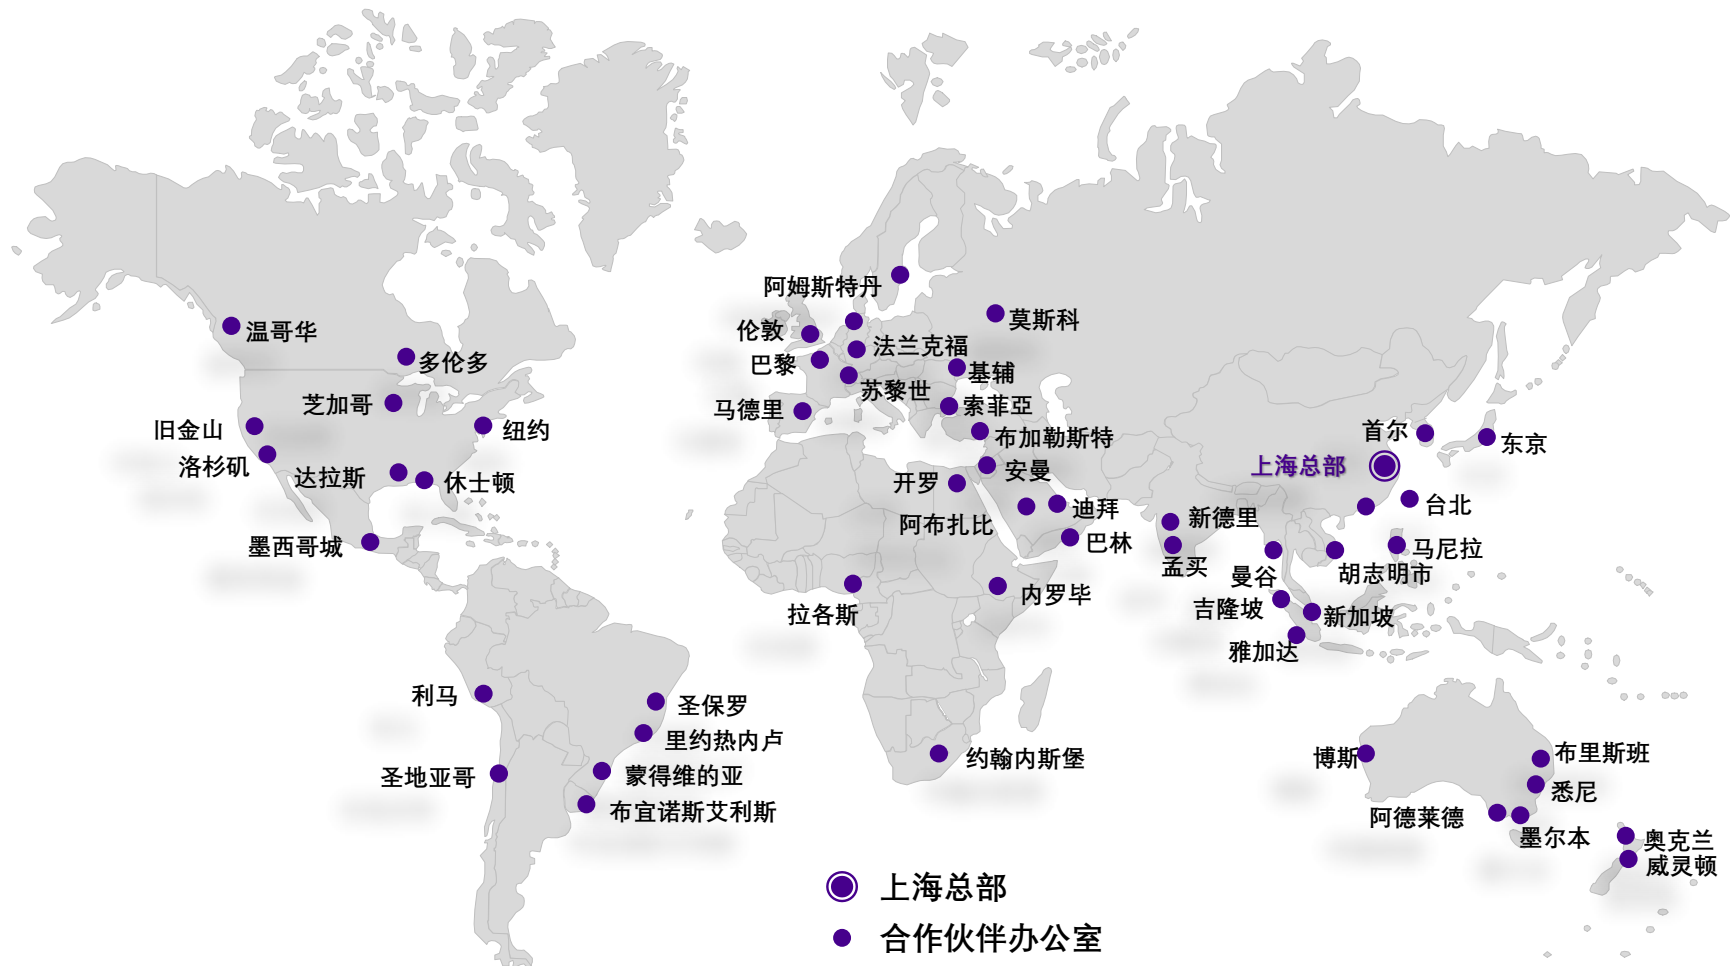 阿姆斯特丹
莫斯科
伦敦
温哥华
法兰克福
多伦多
巴黎
基辅
苏黎世
芝加哥
马德里
索菲亞
旧金山
纽约
布加勒斯特
首尔
东京
洛杉矶
达拉斯
休士顿
开罗
安曼
上海总部
阿布扎比
迪拜
新德里
台北
墨西哥城
巴林
孟买
马尼拉
曼谷
胡志明市
拉各斯
内罗毕
吉隆坡
新加坡
雅加达
利马
圣保罗
里约热内卢
圣地亚哥
蒙得维的亚
约翰内斯堡
博斯
布里斯班
布宜诺斯艾利斯
悉尼
阿德莱德
墨尔本
奥克兰
威灵顿
上海总部
合作伙伴办公室